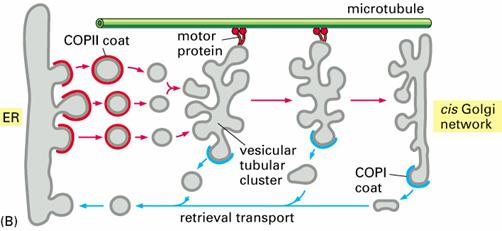 microtubule
COPII coat
motor
protein
ER
cis Golgi
network
vesicular
tubular
cluster
COPI
coat
retrieval transport
(B)